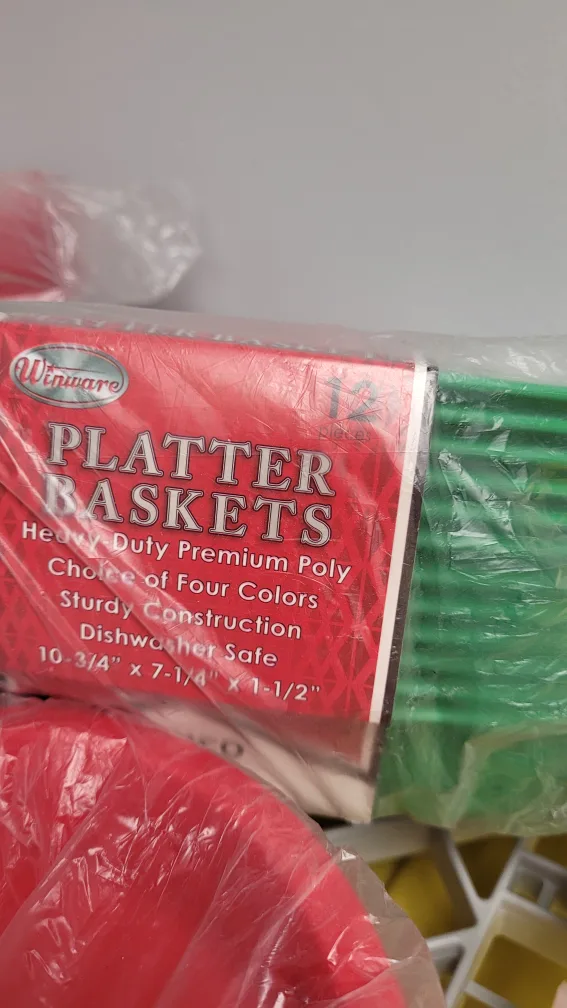 Winware
12
PLATTER
BASKETS
Heavy-Duty Premium Poly
Choice of Four Colors
Sturdy Construction
Dishwasher Safe
10-3/4" x 7-1/4" x 1-1/2"